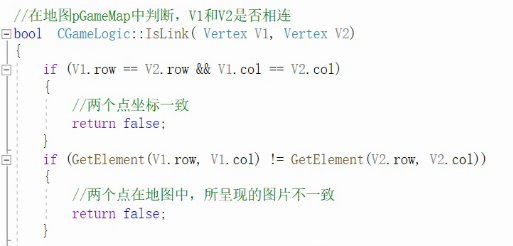 //在地图pGameMap中判断，V1和V2是否相连
bool  CGameLogic::IsLink( Vertex V1, Vertex V2)
{
    if (V1.row == V2.row && V1.col == V2.col)
    {
        //两个点坐标一致
        return false;
    }
    if (GetElement(V1.row, V1.col) != GetElement(V2.row, V2.col))
    {
        //两个点在地图中，所呈现的图片不一致
        return false;
    }